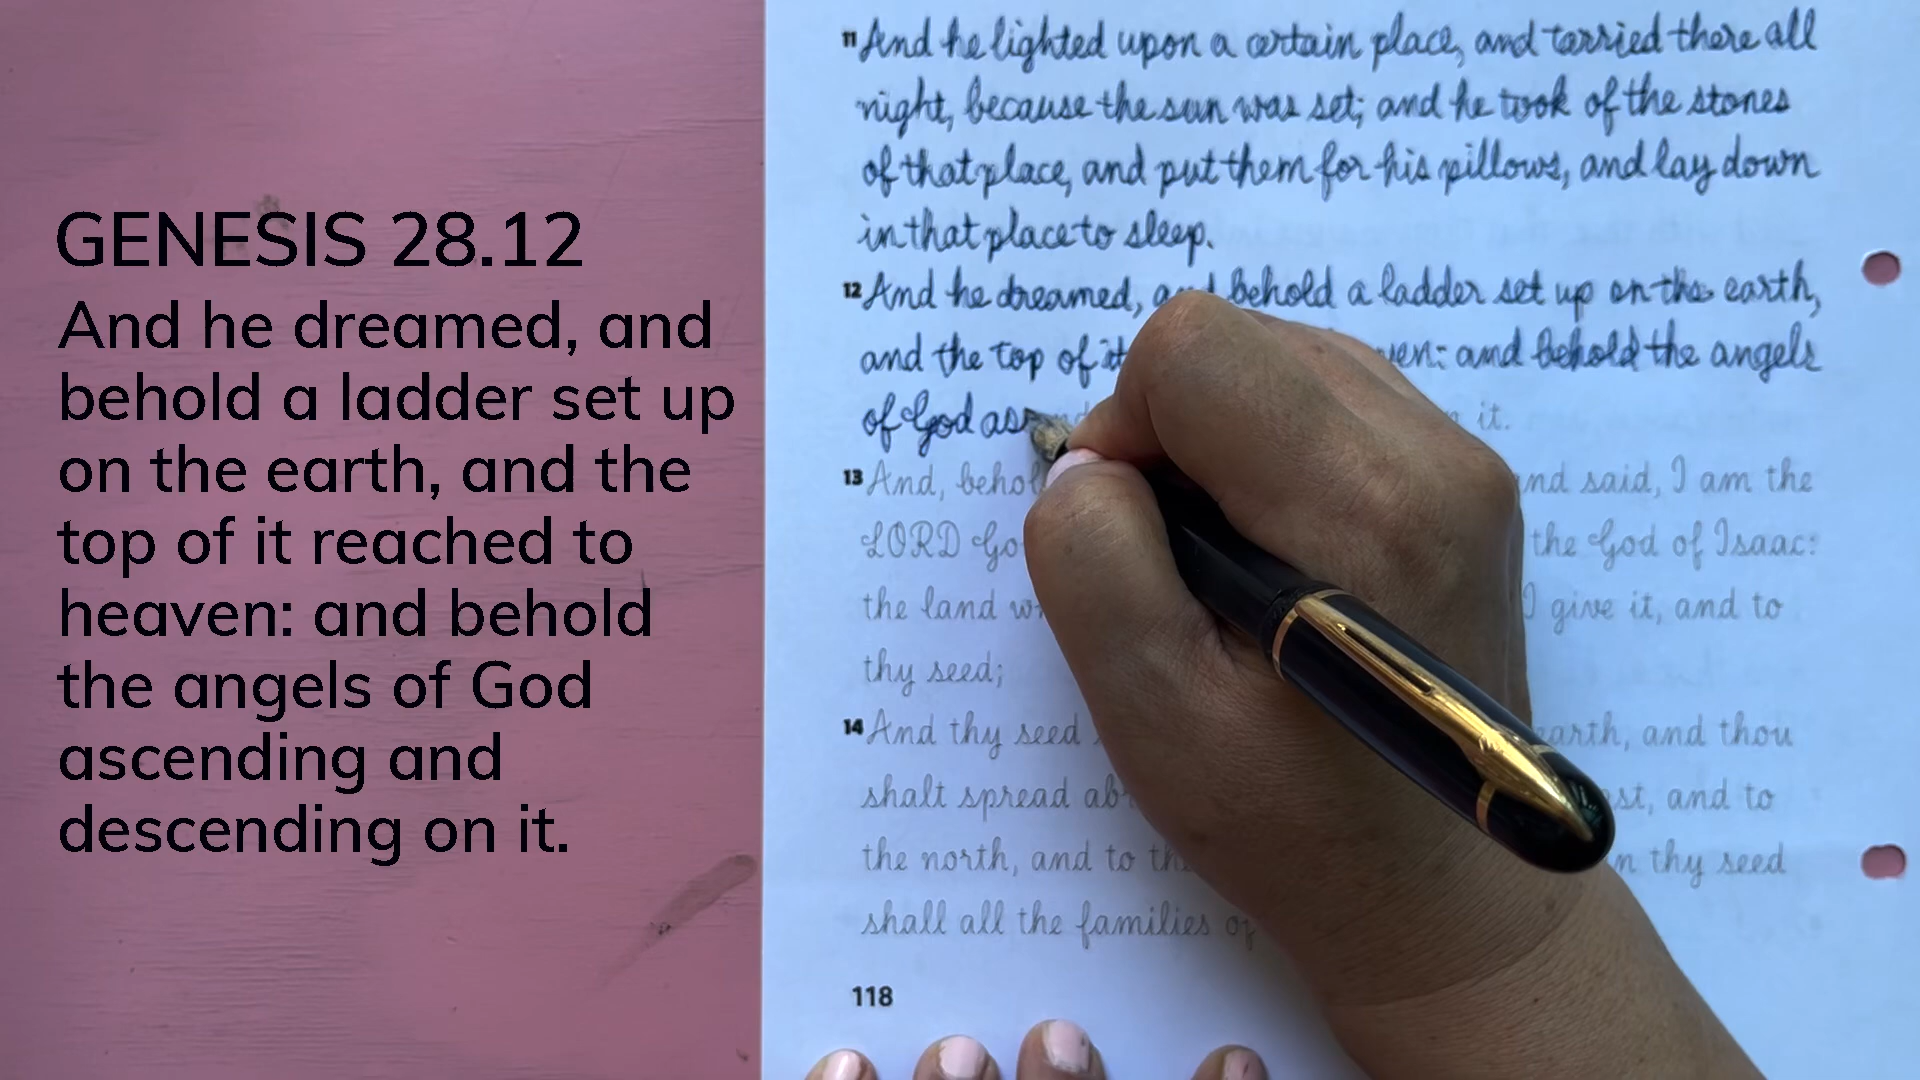 GENESIS 28.12
And he dreamed, and
behold a ladder set up
on the earth, and the
top of it reached to
heaven: and behold
the angels of God
ascending and
descending on it.
11 And he lighted upon a certain place, and tarried there all
night, because the sun was set; and he took of the stones
of that place, and put them for his pillows, and lay down
in that place to sleep.
12 And he dreamed, and behold a ladder set up on the earth,
and the top of it : and behold the angels
of God it.
13 And, and said, I am the
LORD the God of Isaac:
the land I give it, and to
thy seed;
14 And thy seed earth, and thou
shalt spread and to
the north, and to in thy seed
shall all the families of
118